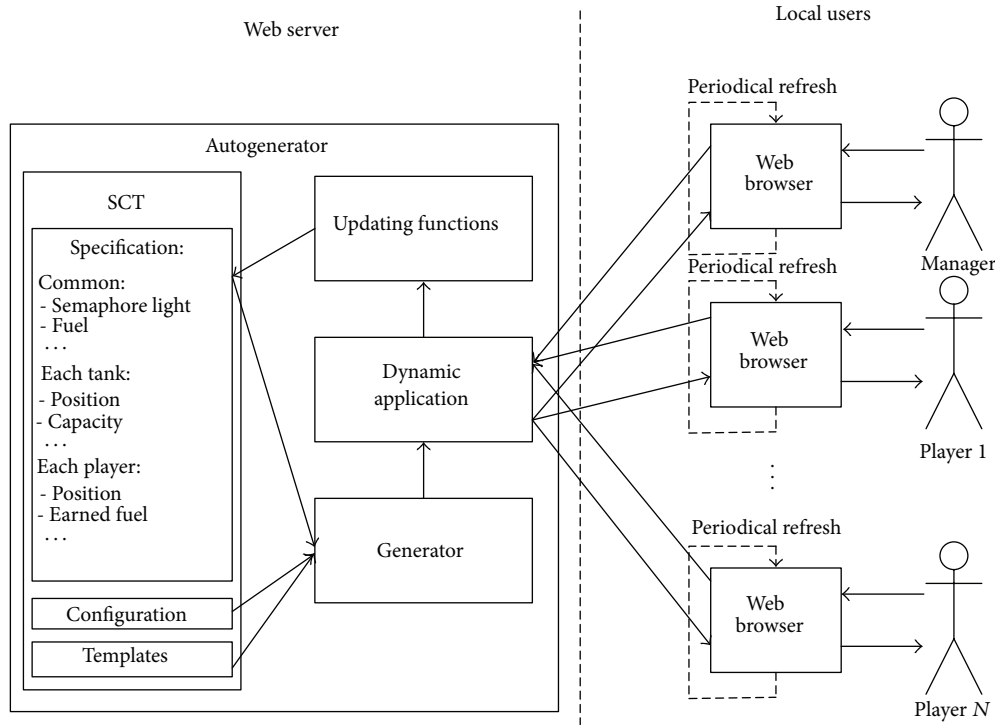 Web server
Local users
Autogenerator
SCT
Specification:
Common:
- Semaphore light
- Fuel
...
Each tank:
- Position
- Capacity
...
Each player:
- Position
- Earned fuel
...
Configuration
Templates
Updating functions
Dynamic
application
Generator
Periodical refresh
Web
browser
Manager
Periodical refresh
Web
browser
Player 1
...
Periodical refresh
Web
browser
Player N